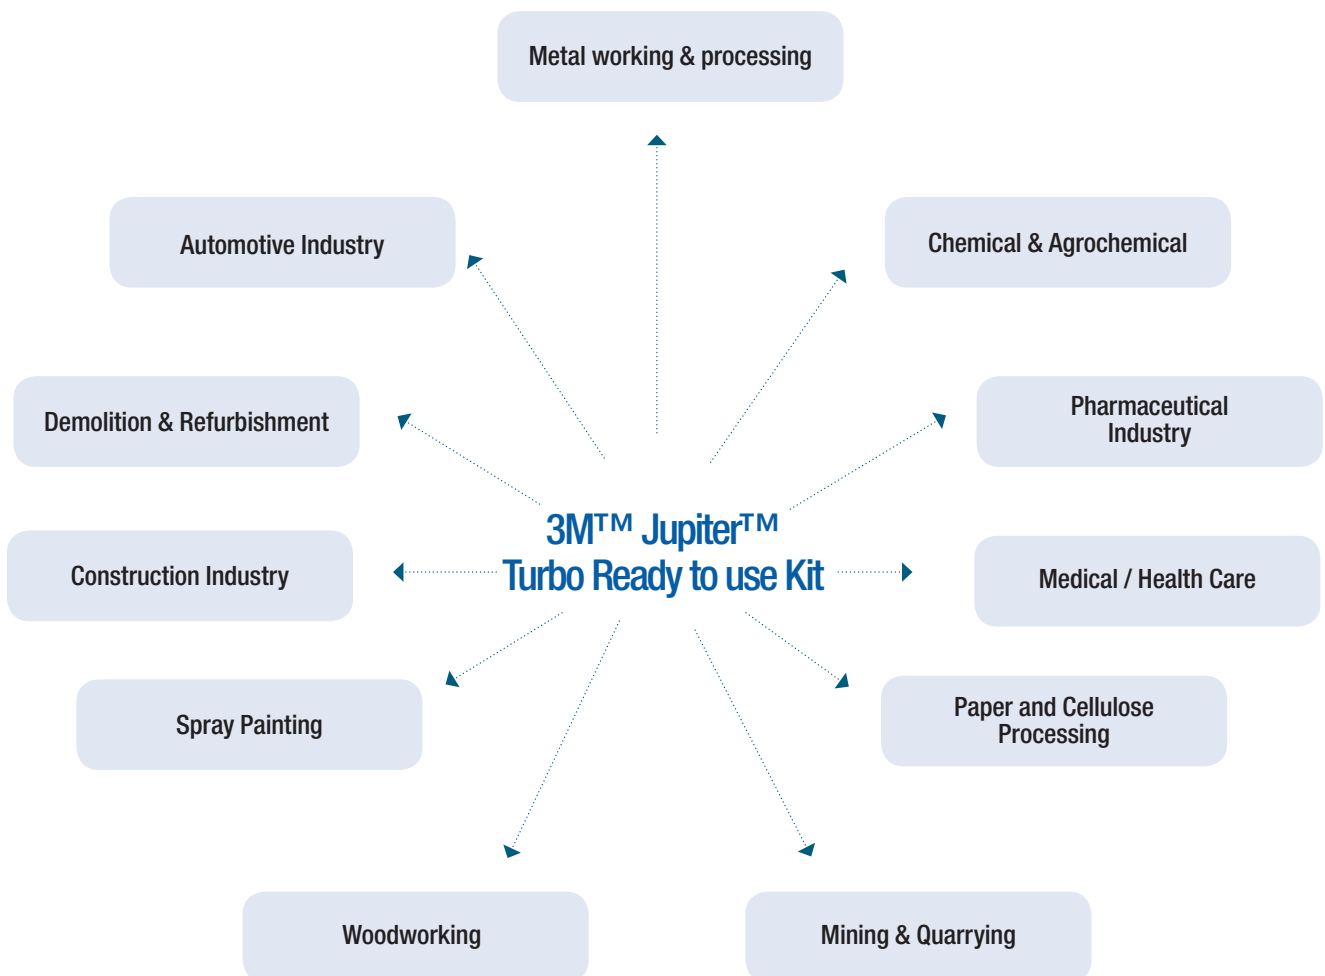 Metal working & processing
Automotive Industry
Chemical & Agrochemical
Demolition & Refurbishment
Pharmaceutical
Industry
3M™ Jupiter™
Turbo Ready to use Kit
Construction Industry
Medical / Health Care
Spray Painting
Paper and Cellulose
Processing
Woodworking
Mining & Quarrying